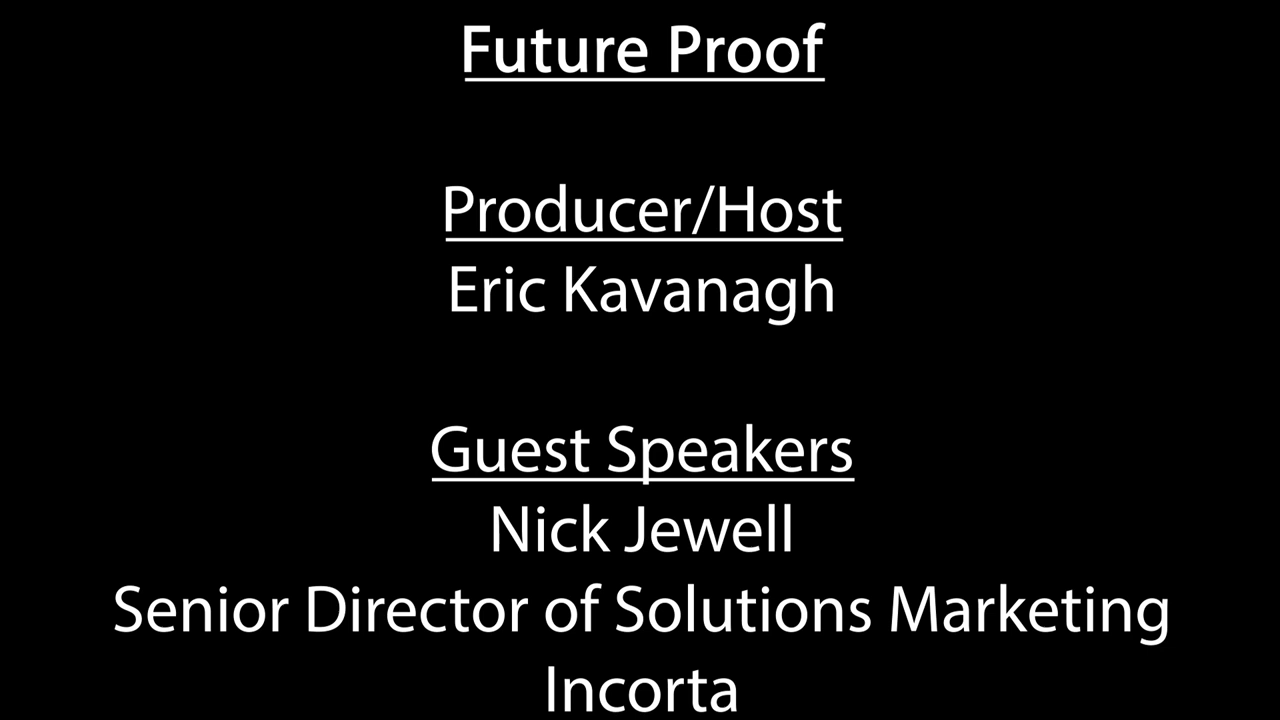 Future Proof
Producer/Host
Eric Kavanagh
Guest Speakers
Nick Jewell
Senior Director of Solutions Marketing
Incorta